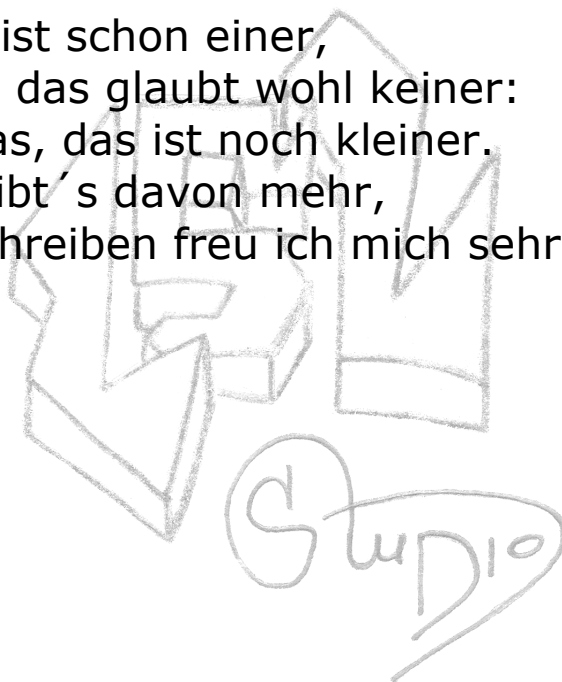 ist schon einer,
das glaubt wohl keiner:
as, das ist noch kleiner.
ibt´s davon mehr,
hreiben freu ich mich sehr
Studio